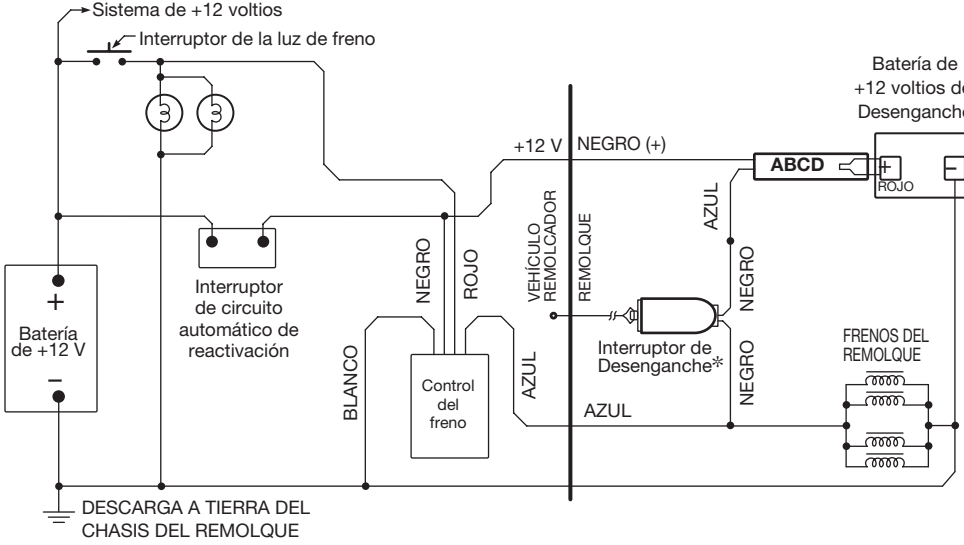 Sistema de +12 voltios
Interruptor de la luz de freno
Batería de
+12 voltios de
Desenganche
+12 V
NEGRO (+)
ABCD
+
−
ROJO
AZUL
NEGRO
ROJO
VEHÍCULO
REMOLCADOR
REMOLQUE
NEGRO
+
Batería
de +12 V
−
Interruptor
de circuito
automático de
reactivación
Interruptor de
Desenganche*
FRENOS DEL
REMOLQUE
BLANCO
Control
del
freno
AZUL
NEGRO
AZUL
DESCARGA A TIERRA DEL
CHASIS DEL REMOLQUE